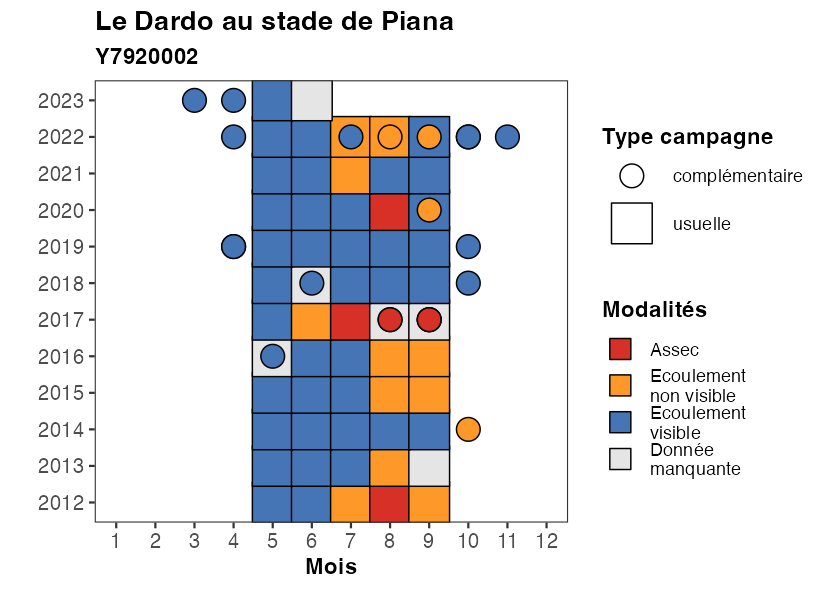 Le Dardo au stade de Piana
Y7920002
2023
2022
2021
2020
2019
2018
2017
2016
2015
2014
2013
2012
1 2 3 4 5 6 7 8 9 10 11 12
Mois
Type campagne
complémentaire
usuelle
Modalités
Assec
Ecoulement
non visible
Ecoulement
visible
Donnée
manquante